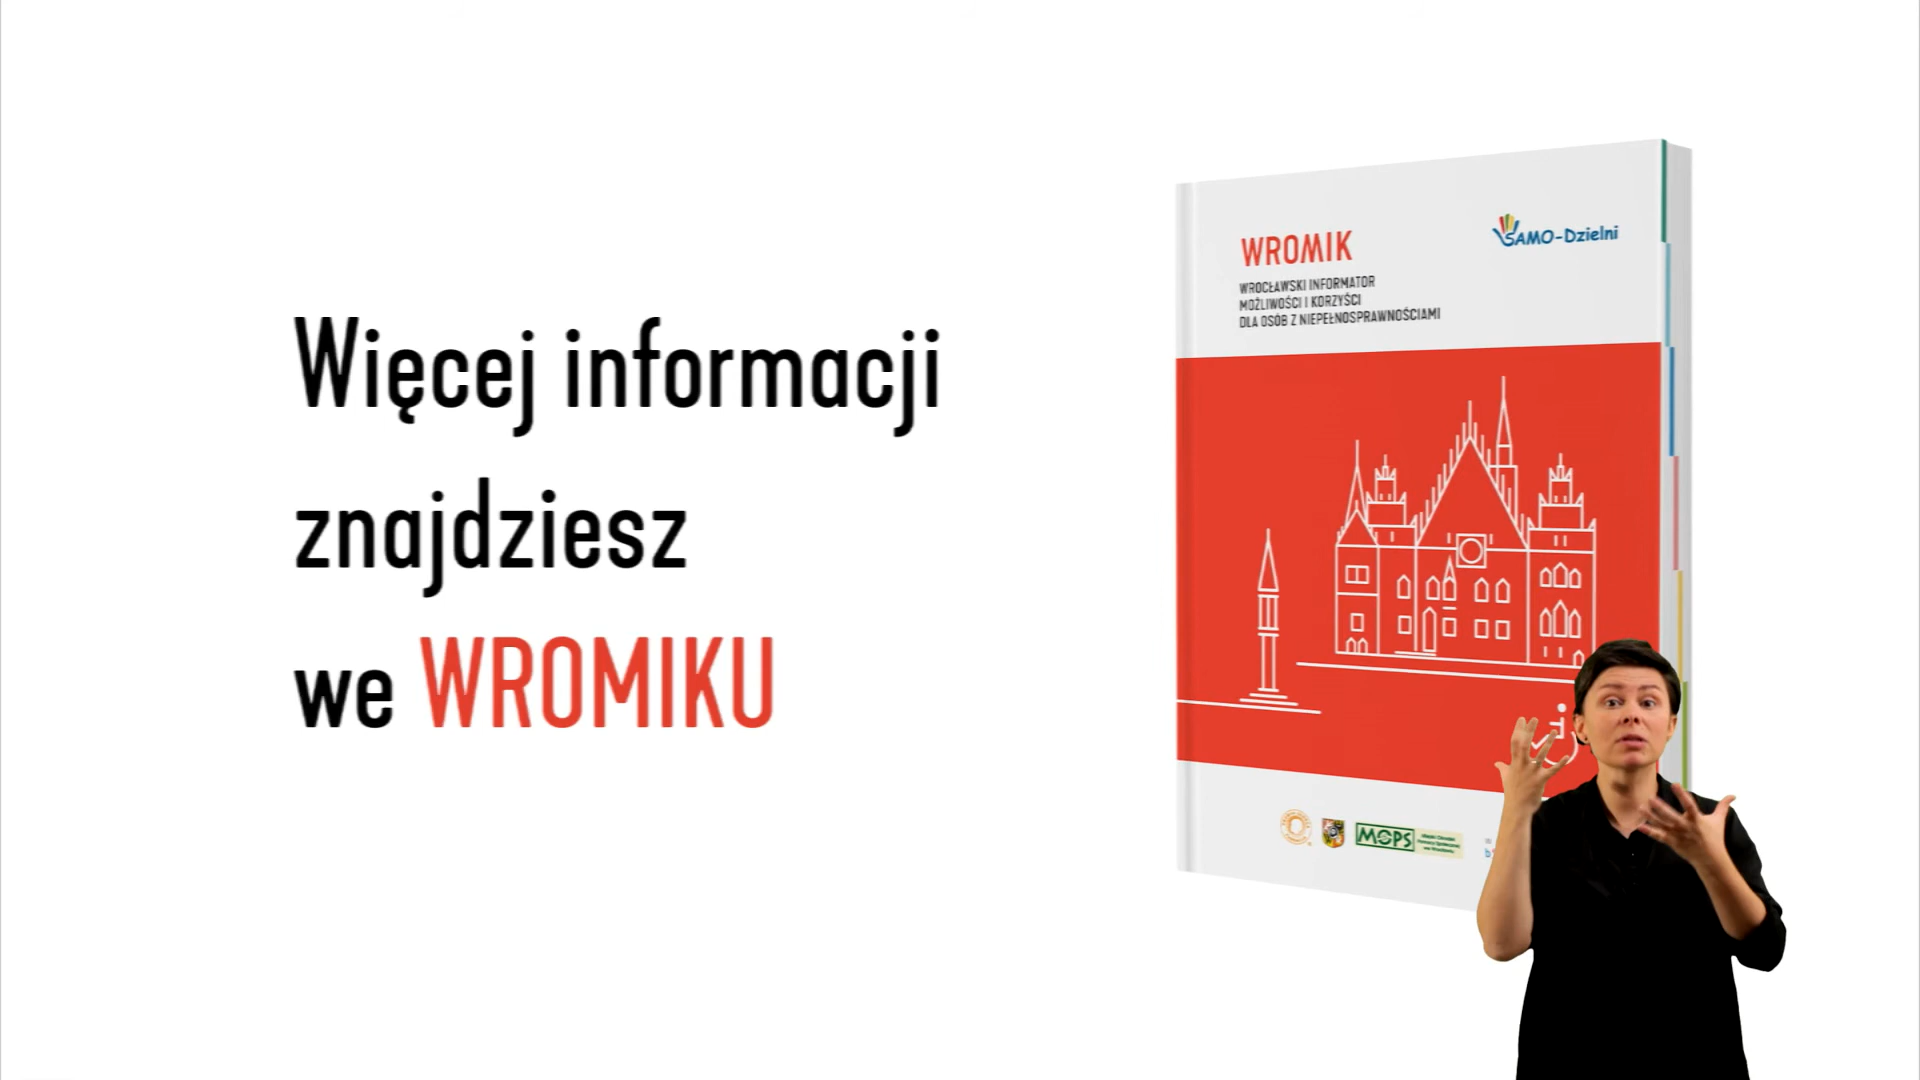 Więcej informacji
znajdziesz
we WROMIKU
WROMIK
SAMO-Dzielni
WROCŁAWSKI INFORMATOR
MOŻLIWOŚCI I KORZYŚCI
DLA OSÓB Z NIEPEŁNOSPRAWNOŚCIAMI
MOPS